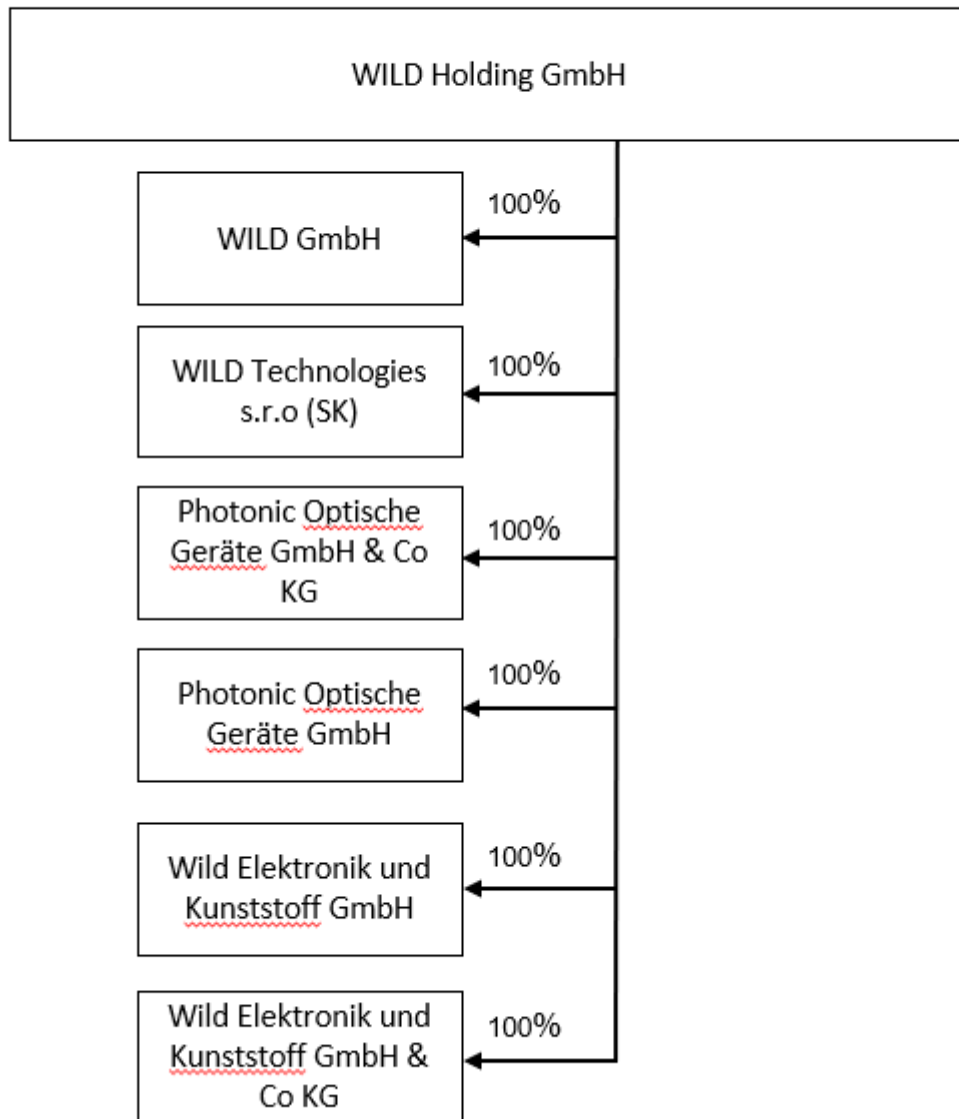 WILD Holding GmbH
100%
WILD GmbH
100%
WILD Technologies
s.r.o (SK)
100%
Photonic Optische
Geräte GmbH & Co
KG
100%
Photonic Optische
Geräte GmbH
100%
Wild Elektronik und
Kunststoff GmbH
100%
Wild Elektronik und
Kunststoff GmbH &
Co KG